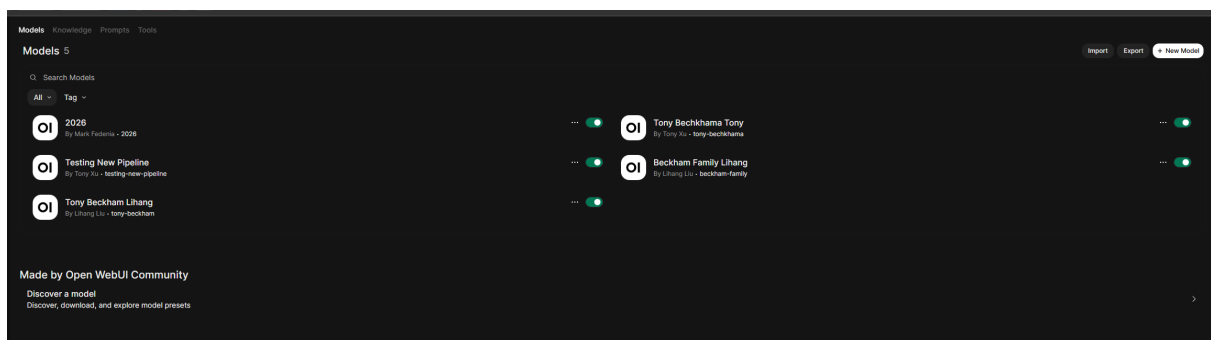 Models Knowledge Prompts Tools
Models 5
Import Export + New Model
Search Models
All Tag
OI 2026
By Mark Fedenia • 2026
OI Tony Bechkhama Tony
By Tony Xu • tony-bechkhama
OI Testing New Pipeline
By Tony Xu • testing-new-pipeline
OI Beckham Family Lihang
By Lihang Liu • beckham-family
OI Tony Beckham Lihang
By Lihang Liu • tony-beckham
Made by Open WebUI Community
Discover a model
Discover, download, and explore model presets